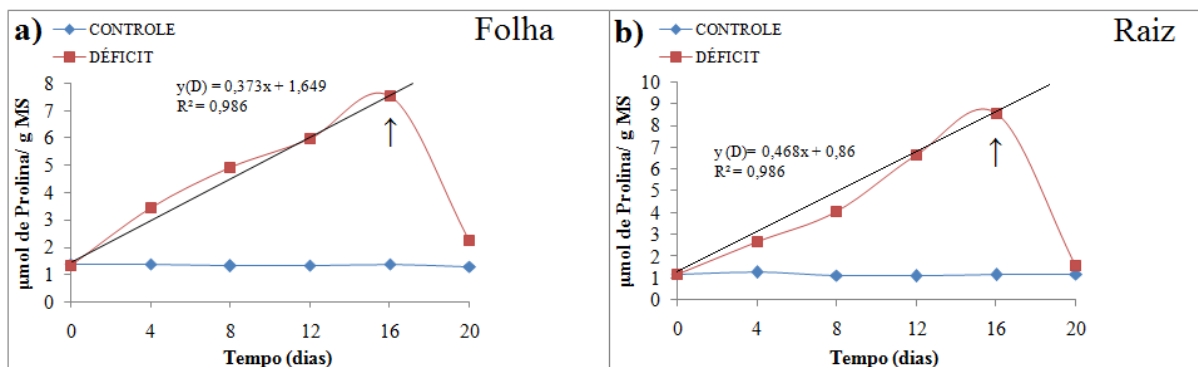 a)
CONTROLE
Folha
DÉFICIT
y(D) = 0,373x + 1,649
R² = 0,986
8
7
6
5
4
3
2
1
0
µmol de Prolina/ g MS
↑
0 4 8 12 16 20
Tempo (dias)
b)
CONTROLE
Raiz
DÉFICIT
y (D)= 0,468x + 0,86
R² = 0,986
10
9
8
7
6
5
4
3
2
1
0
µmol de Prolina/ g MS
↑
0 4 8 12 16 20
Tempo (dias)